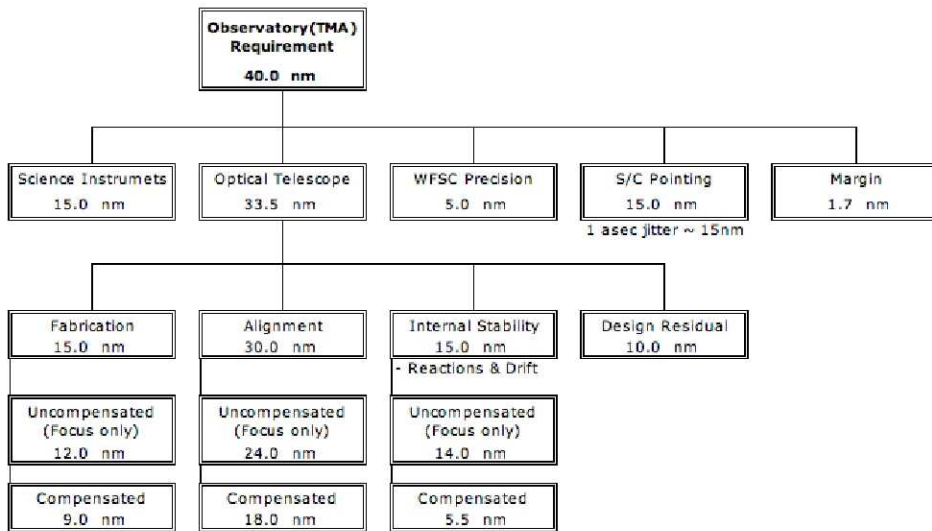 Observatory(TMA)
Requirement
40.0 nm
Science Instrumets
15.0 nm
Optical Telescope
33.5 nm
WFSC Precision
5.0 nm
S/C Pointing
15.0 nm
Margin
1.7 nm
1 asec jitter ~ 15nm
Fabrication
15.0 nm
Alignment
30.0 nm
Internal Stability
15.0 nm
Design Residual
10.0 nm
- Reactions & Drift
Uncompensated
(Focus only)
12.0 nm
Uncompensated
(Focus only)
24.0 nm
Uncompensated
(Focus only)
14.0 nm
Compensated
9.0 nm
Compensated
18.0 nm
Compensated
5.5 nm